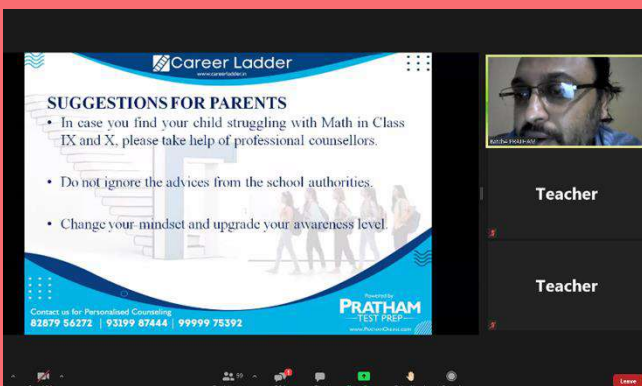 Career Ladder
www.careerladder.in
SUGGESTIONS FOR PARENTS
• In case you find your child struggling with Math in Class
IX and X, please take help of professional counsellors.
• Do not ignore the advices from the school authorities.
• Change your mindset and upgrade your awareness level.
Contact us for Personalised Counseling
82879 56272 | 93199 87444 | 99999 75392
Powered by
PRATHAM
TEST PREP
PRATHAM
Teacher
Teacher
99
1
Leave